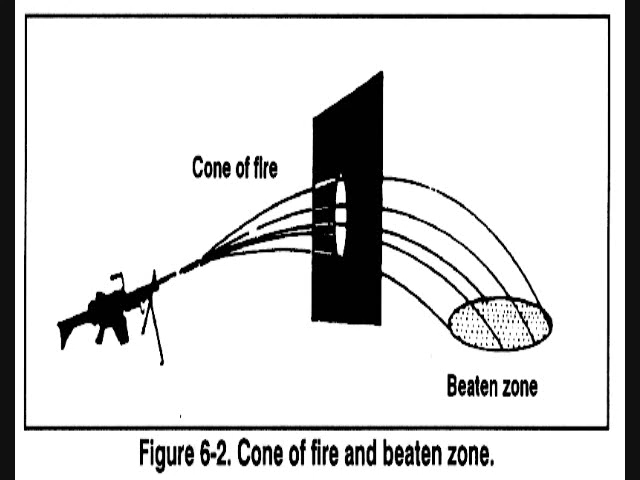 Cone of fire
Beaten zone
Figure 6-2. Cone of fire and beaten zone.